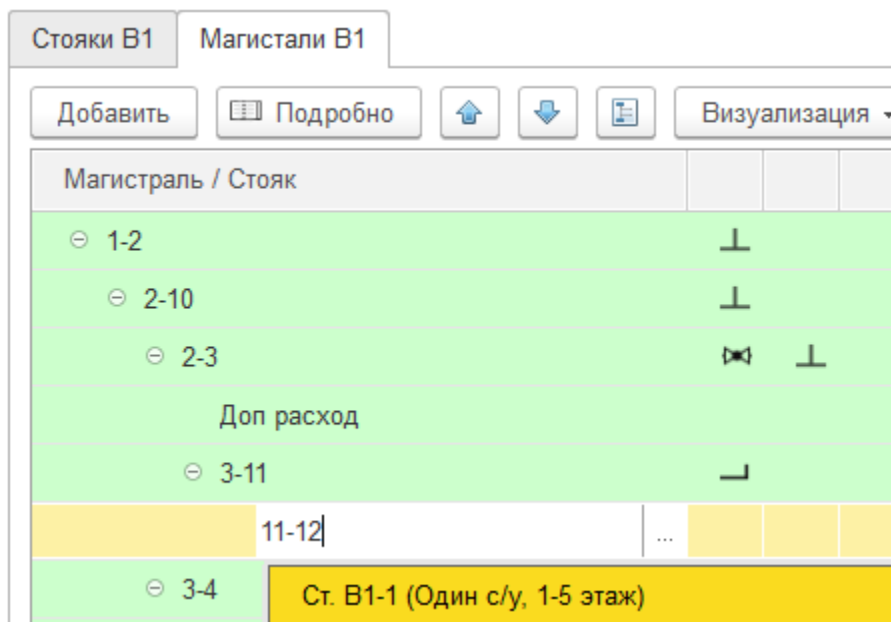 Стояки В1 Магистали В1
Добавить Подробно Визуализация
Магистраль / Стояк
1-2
2-10
2-3
Доп расход
3-11
11-12 ...
3-4 Ст. В1-1 (Один с/у, 1-5 этаж)